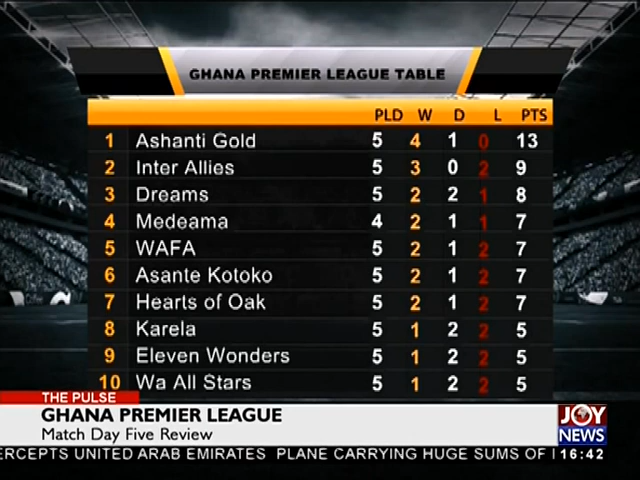 GHANA PREMIER LEAGUE TABLE
PLD W D L PTS
1 Ashanti Gold 5 4 1 0 13
2 Inter Allies 5 3 0 2 9
3 Dreams 5 2 2 1 8
4 Medeama 4 2 1 1 7
5 WAFA 5 2 1 2 7
6 Asante Kotoko 5 2 1 2 7
7 Hearts of Oak 5 2 1 2 7
8 Karela 5 1 2 2 5
9 Eleven Wonders 5 1 2 2 5
10 Wa All Stars 5 1 2 2 5
THE PULSE
GHANA PREMIER LEAGUE
Match Day Five Review
JOY
NEWS
ERCEPTS UNITED ARAB EMIRATES PLANE CARRYING HUGE SUMS OF 16:42